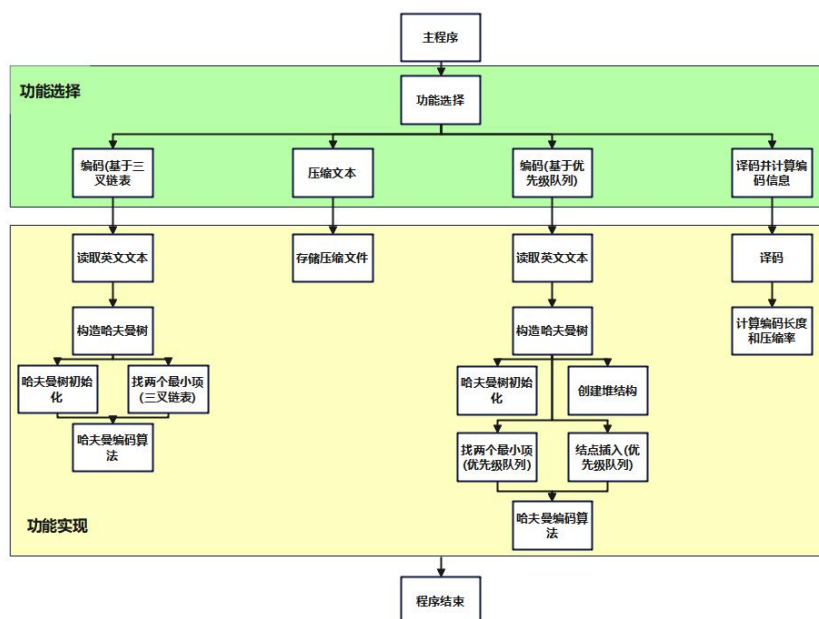 主程序
功能选择
功能选择
编码(基于三
叉链表)
压缩文本
编码(基于优
先级队列)
译码并计算编
码信息
读取英文文本
存储压缩文件
读取英文文本
译码
构造哈夫曼树
构造哈夫曼树
计算编码长度
和压缩率
哈夫曼树初始
化
找两个最小项
(三叉链表)
哈夫曼树初始
化
创建堆结构
哈夫曼编码算
法
找两个最小项
(优先级队列)
结点插入(优
先级队列)
哈夫曼编码算
法
功能实现
程序结束